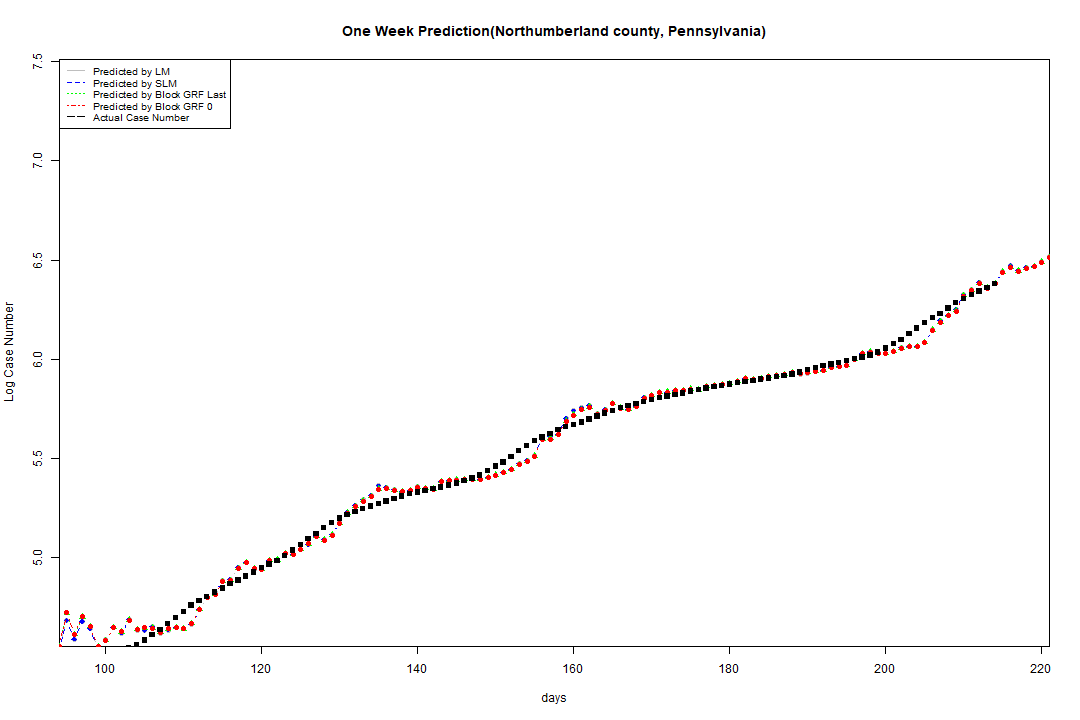 One Week Prediction(Northumberland county, Pennsylvania)
Predicted by LM
Predicted by SLM
Predicted by Block GRF Last
Predicted by Block GRF 0
Actual Case Number
7.5
7.0
6.5
6.0
5.5
5.0
Log Case Number
100 120 140 160 180 200 220
days